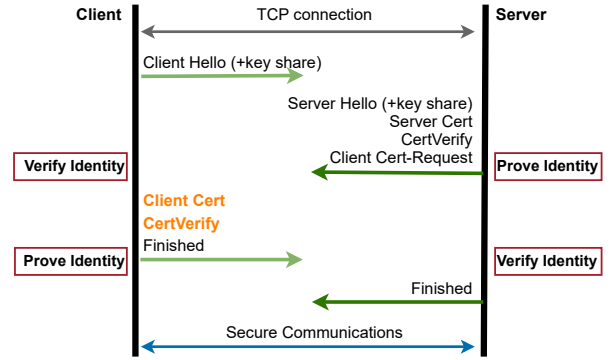 Client
TCP connection
Server
Client Hello (+key share)
Server Hello (+key share)
Server Cert
CertVerify
Client Cert-Request
Verify Identity
Prove Identity
Client Cert
CertVerify
Finished
Prove Identity
Verify Identity
Finished
Secure Communications